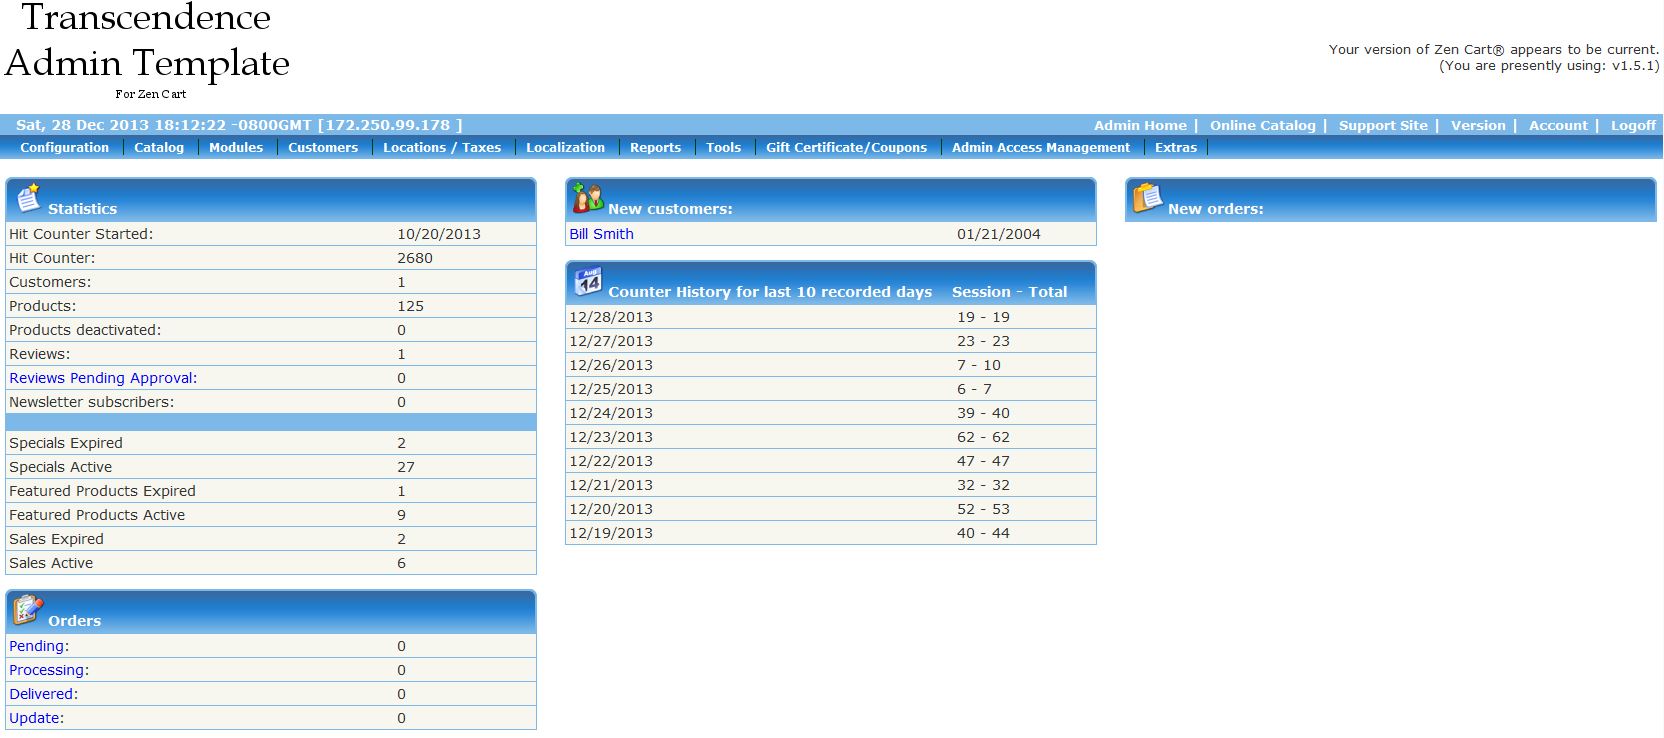 Transcendence
Admin Template
For Zen Cart
Your version of Zen Cart® appears to be current.
(You are presently using: v1.5.1)
Sat, 28 Dec 2013 18:12:22 -0800GMT [172.250.99.178 ]
Admin Home | Online Catalog | Support Site | Version | Account | Logoff
Configuration | Catalog | Modules | Customers | Locations / Taxes | Localization | Reports | Tools | Gift Certificate/Coupons | Admin Access Management | Extras |
Statistics
Hit Counter Started: 10/20/2013
Hit Counter: 2680
Customers: 1
Products: 125
Products deactivated: 0
Reviews: 1
Reviews Pending Approval: 0
Newsletter subscribers: 0
Specials Expired 2
Specials Active 27
Featured Products Expired 1
Featured Products Active 9
Sales Expired 2
Sales Active 6
Orders
Pending: 0
Processing: 0
Delivered: 0
Update: 0
New customers:
Bill Smith 01/21/2004
Aug
14
Counter History for last 10 recorded days Session - Total
12/28/2013 19 - 19
12/27/2013 23 - 23
12/26/2013 7 - 10
12/25/2013 6 - 7
12/24/2013 39 - 40
12/23/2013 62 - 62
12/22/2013 47 - 47
12/21/2013 32 - 32
12/20/2013 52 - 53
12/19/2013 40 - 44
New orders: